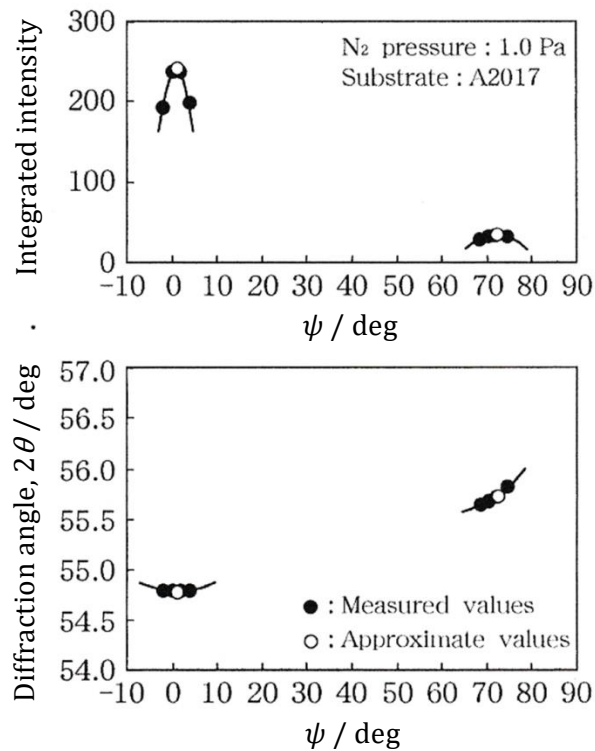 Integrated intensity
300
200
100
0
N₂ pressure : 1.0 Pa
Substrate : A2017
-10 0 10 20 30 40 50 60 70 80 90
ψ / deg
Diffraction angle, 2θ / deg
57.0
56.5
56.0
55.5
55.0
54.5
54.0
● : Measured values
○ : Approximate values
-10 0 10 20 30 40 50 60 70 80 90
ψ / deg